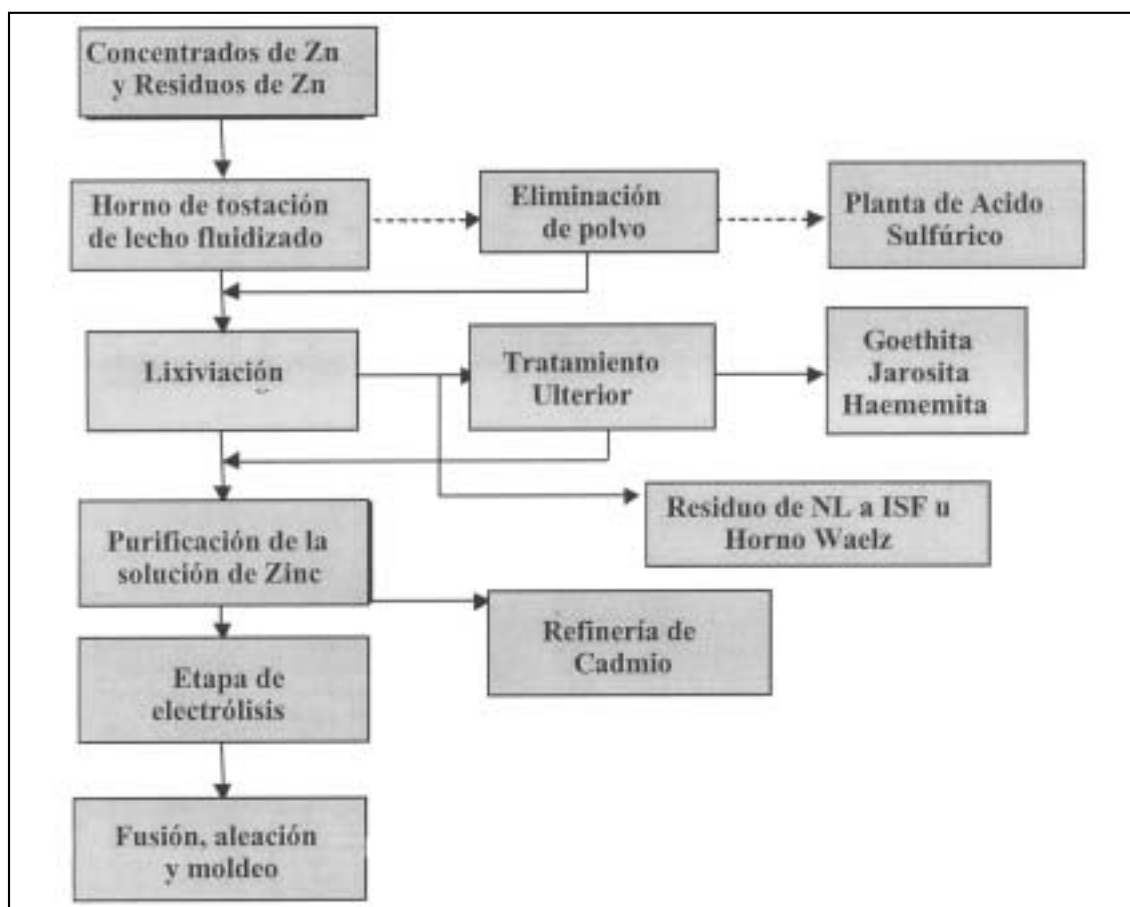 Concentrados de Zn
y Residuos de Zn
Horno de tostación
de lecho fluidizado
Eliminación
de polvo
Planta de Acido
Sulfúrico
Lixiviación
Tratamiento
Ulterior
Goethita
Jarosita
Haememita
Residuo de NL a ISF u
Horno Waelz
Purificación de la
solución de Zinc
Refinería de
Cadmio
Etapa de
electrólisis
Fusión, aleación
y moldeo